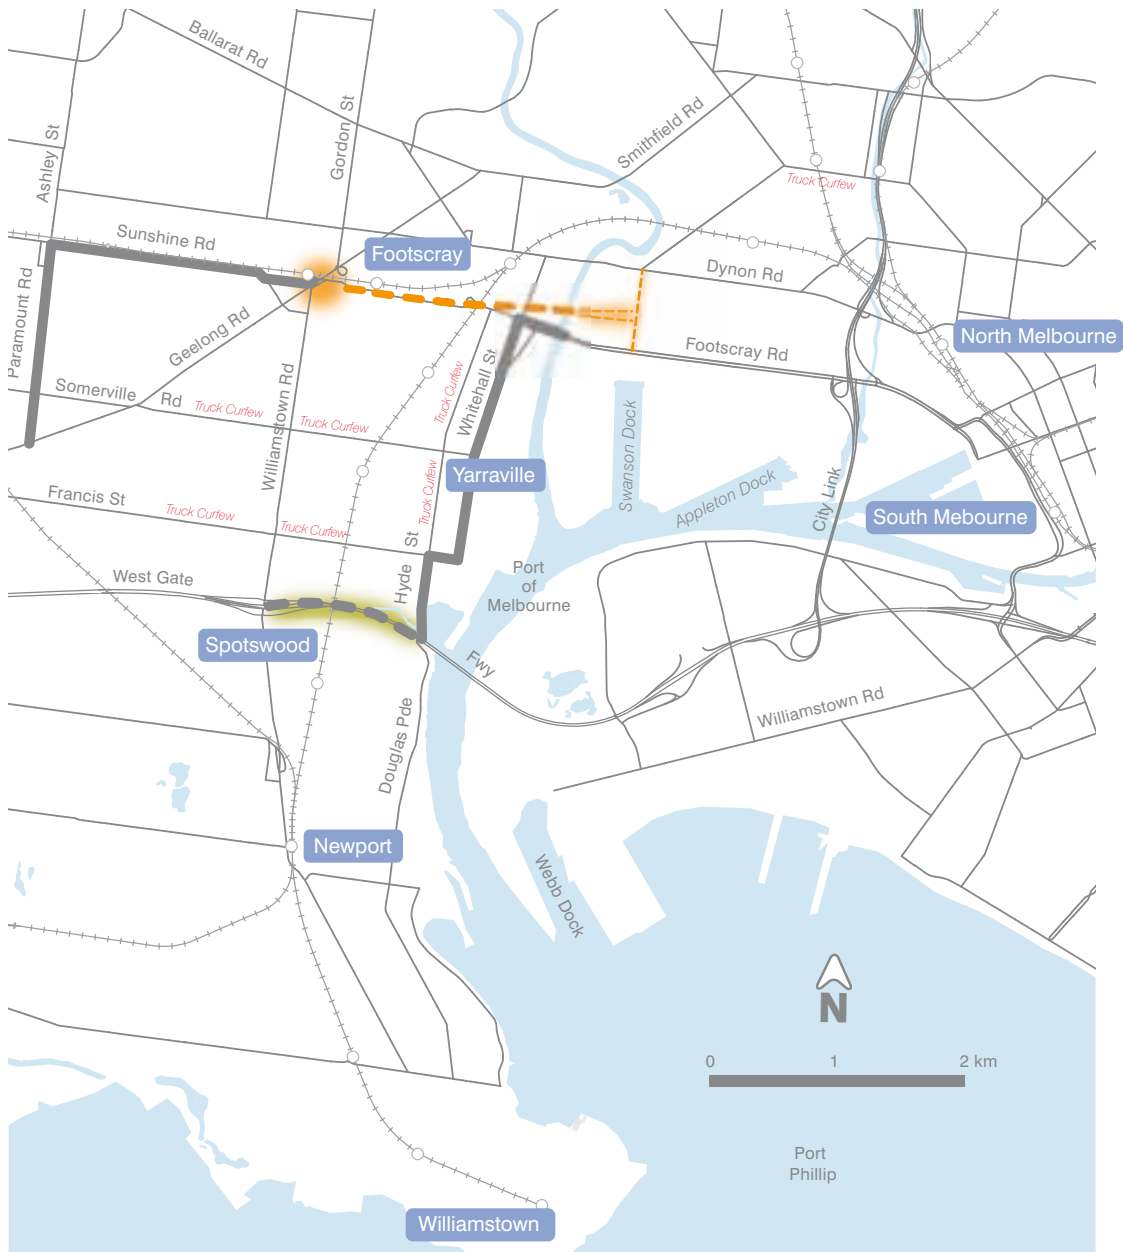 Ballarat Rd
Ashley St
Gordon St
Smithfield Rd
Truck Curfew
Sunshine Rd
Footscray
Dynon Rd
Paramount Rd
Geelong Rd
North Melbourne
Footscray Rd
Somerville Rd
Truck Curfew
Truck Curfew
Williamstown Rd
Truck Curfew
Whitehall St
Swanson Dock
Yarraville
Appleton Dock
City Link
Francis St
Truck Curfew
Truck Curfew
Truck Curfew
South Mebourne
Hyde St
West Gate
Port
of
Melbourne
Spotswood
Fwy
Williamstown Rd
Douglas Pde
Newport
Webb Dock
N
0 1 2 km
Port
Phillip
Williamstown